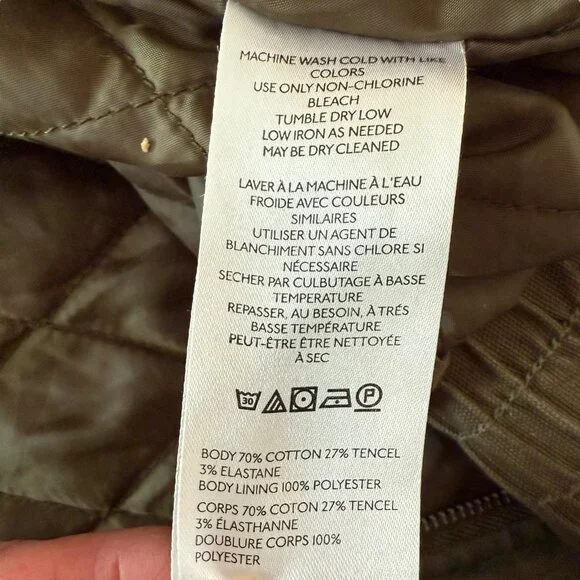 MACHINE WASH COLD WITH LIKE
COLORS
USE ONLY NON-CHLORINE
BLEACH
TUMBLE DRY LOW
LOW IRON AS NEEDED
MAY BE DRY CLEANED
LAVER À LA MACHINE À L'EAU
FROIDE AVEC COULEURS
SIMILAIRES
UTILISER UN AGENT DE
BLANCHIMENT SANS CHLORE SI
NÉCESSAIRE
SECHER PAR CULBUTAGE À BASSE
TEMPERATURE
REPASSER, AU BESOIN, À TRÉS
BASSE TEMPÉRATURE
PEUT-ÊTRE ÊTRE NETTOYÉE
À SEC
30 P
BODY 70% COTTON 27% TENCEL
3% ELASTANE
BODY LINING 100% POLYESTER
CORPS 70% COTON 27% TENCEL
3% ÉLASTHANNE
DOUBLURE CORPS 100%
POLYESTER